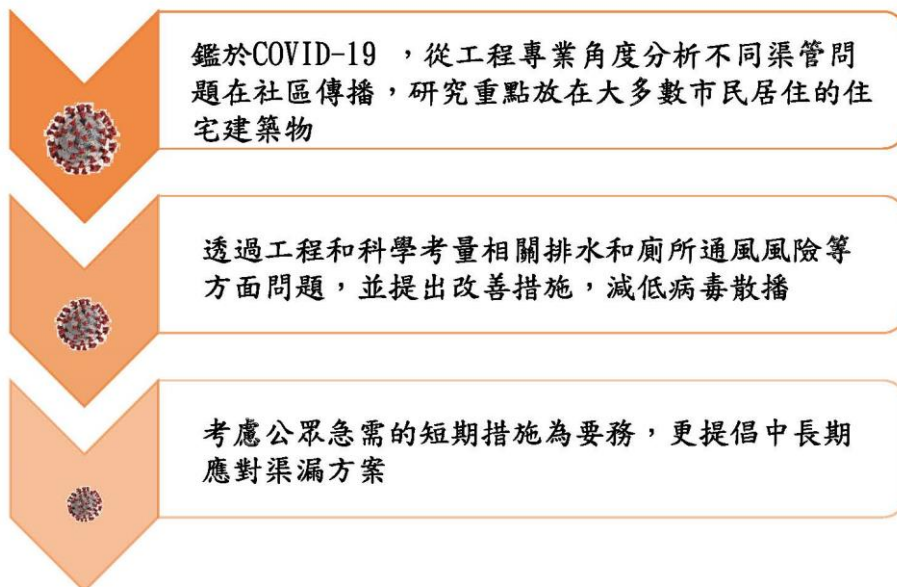 鑑於COVID-19 ，從工程專業角度分析不同渠管問
題在社區傳播，研究重點放在大多數市民居住的住
宅建築物
透過工程和科學考量相關排水和廁所通風風險等
方面問題，並提出改善措施，減低病毒散播
考慮公眾急需的短期措施為要務，更提倡中長期
應對渠漏方案